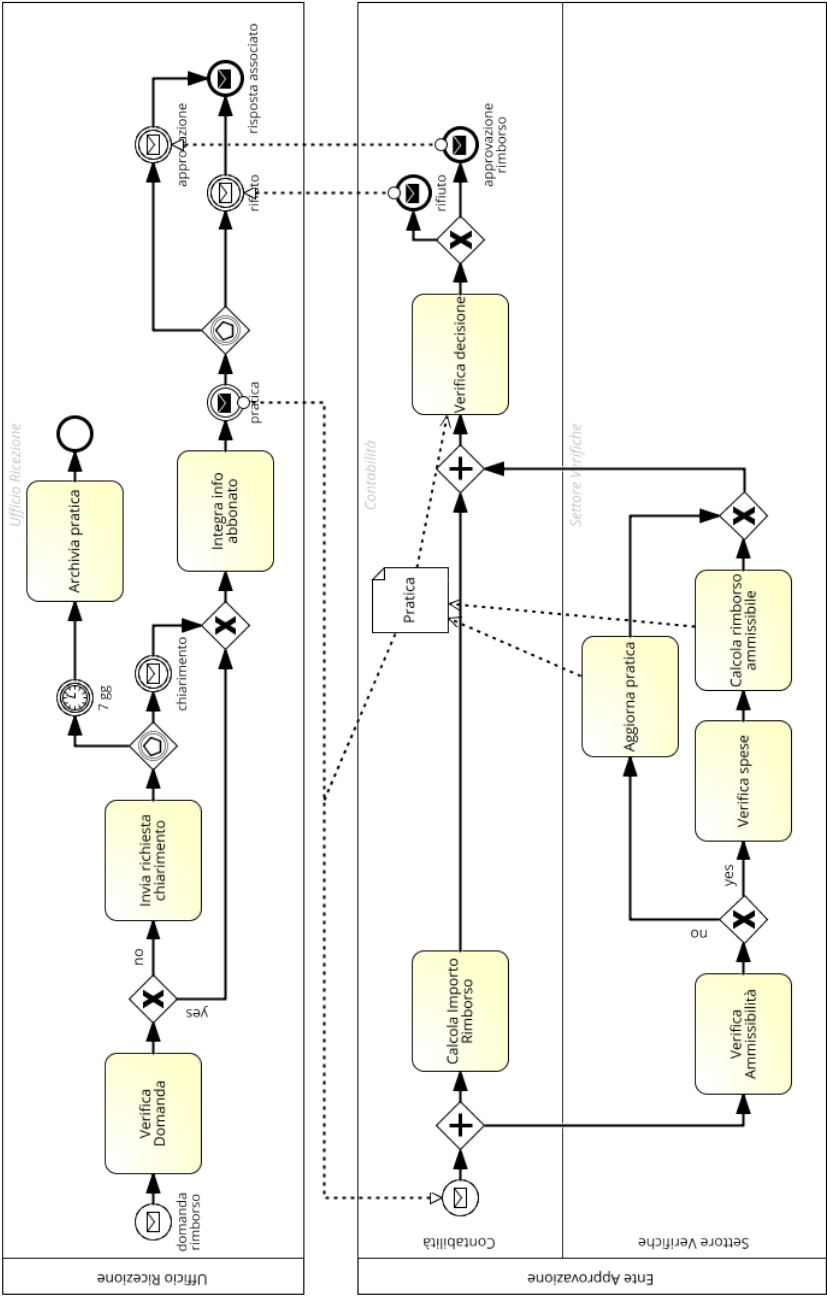 Ufficio Ricezione
Ufficio Ricezione
domanda
rimborso
Verifica
Domanda
no
yes
Invia richiesta
chiarimento
7 gg
chiarimento
Archivia pratica
Integra info
abbonato
pratica
approvazione
rifiuto
risposta associato
Ente Approvazione
Contabilità
Contabilità
Calcola Importo
Rimborso
Pratica
Verifica decisione
rifiuto
approvazione
rimborso
Settore Verifiche
Settore Verifiche
Verifica
Ammissibilità
no
yes
Aggiorna pratica
Verifica spese
Calcola rimborso
ammissibile